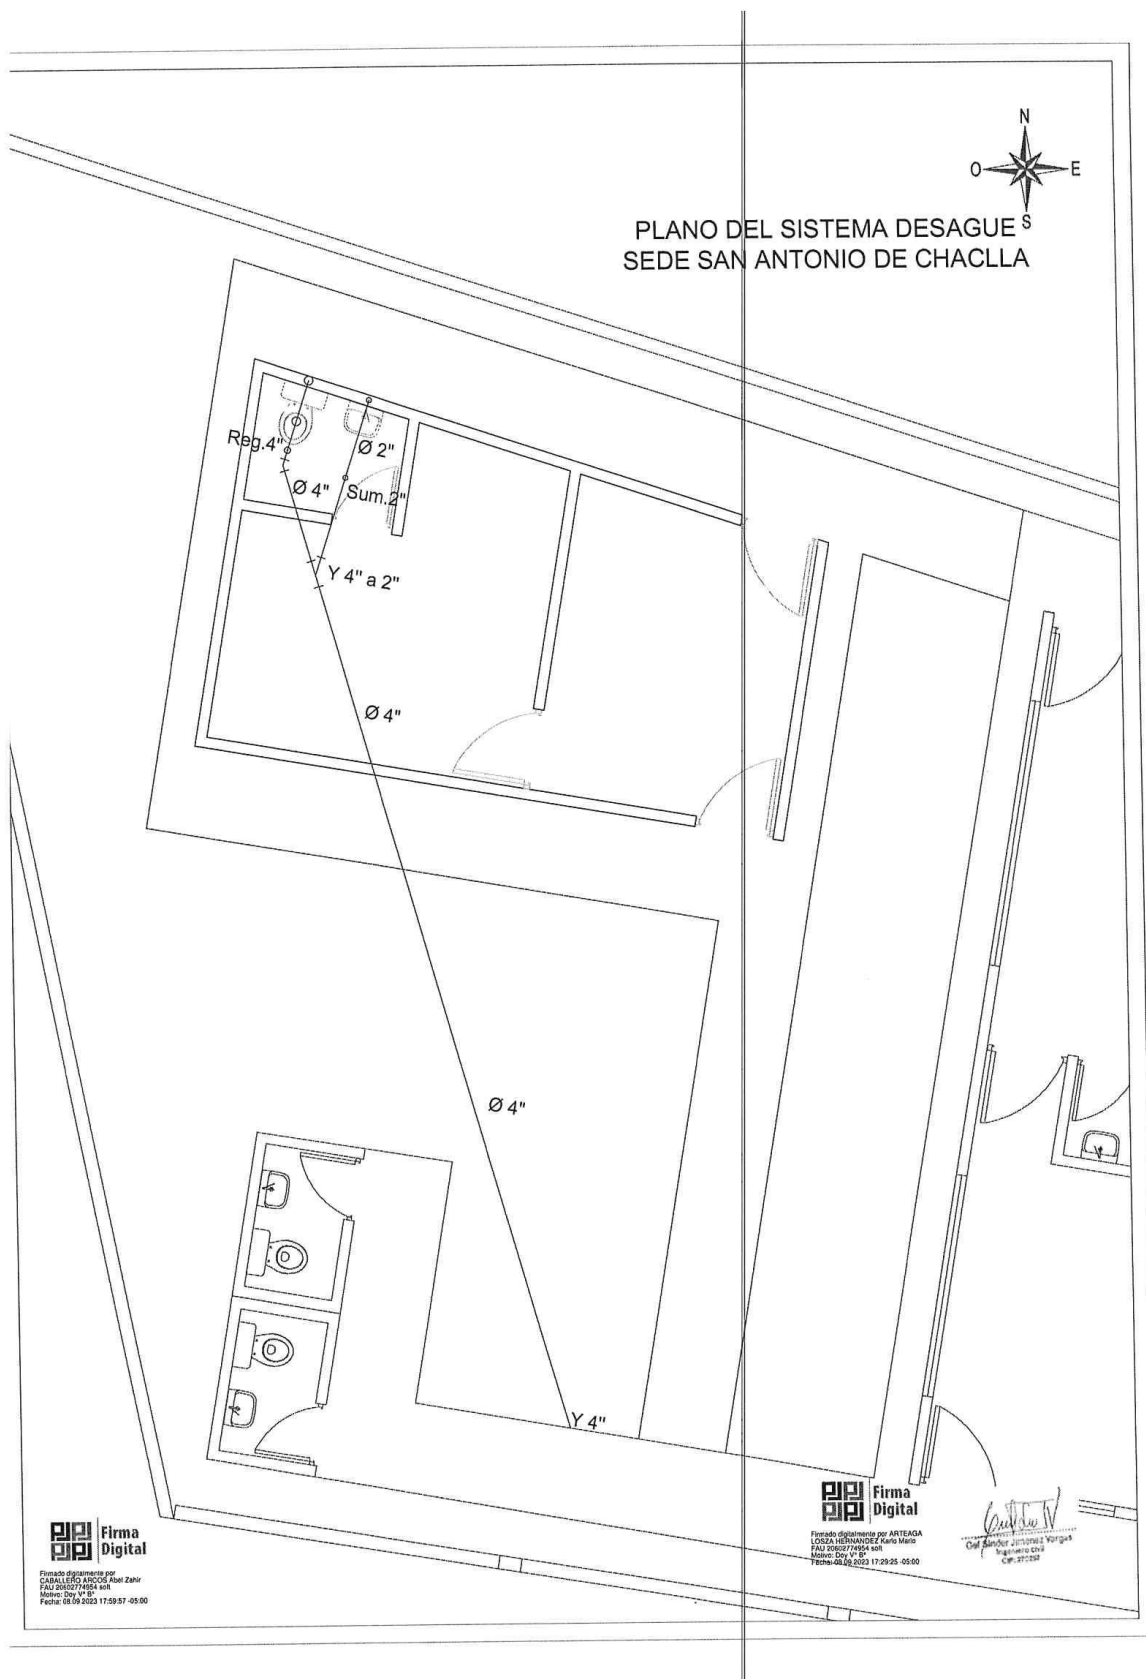 N
O
E
S
PLANO DEL SISTEMA DESAGUE
SEDE SAN ANTONIO DE CHACLLA
Reg.4"
Ø 2"
Ø 4"
Sum.2"
Y 4" a 2"
Ø 4"
Ø 4"
Y 4"
Firma
Digital
Firmado digitalmente por
CABALLERO ARCOS Abel Zahir
FAU 20602774954 soft
Motivo: Doy V° B°
Fecha: 08.09.2023 17:59:57 -05:00
Firma
Digital
Firmado digitalmente por ARTEAGA
LOSZA HERNANDEZ Karlo Mario
FAU 20602774954 soft
Motivo: Doy V° B°
Fecha: 08.09.2023 17:29:25 -05:00
Jimenez Vargas
Ingeniero Civil